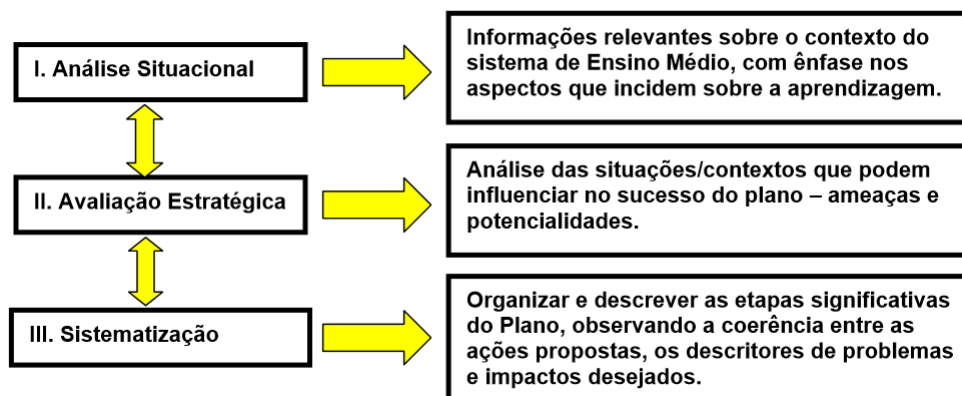 I. Análise Situacional
Informações relevantes sobre o contexto do
sistema de Ensino Médio, com ênfase nos
aspectos que incidem sobre a aprendizagem.
II. Avaliação Estratégica
Análise das situações/contextos que podem
influenciar no sucesso do plano – ameaças e
potencialidades.
III. Sistematização
Organizar e descrever as etapas significativas
do Plano, observando a coerência entre as
ações propostas, os descritores de problemas
e impactos desejados.